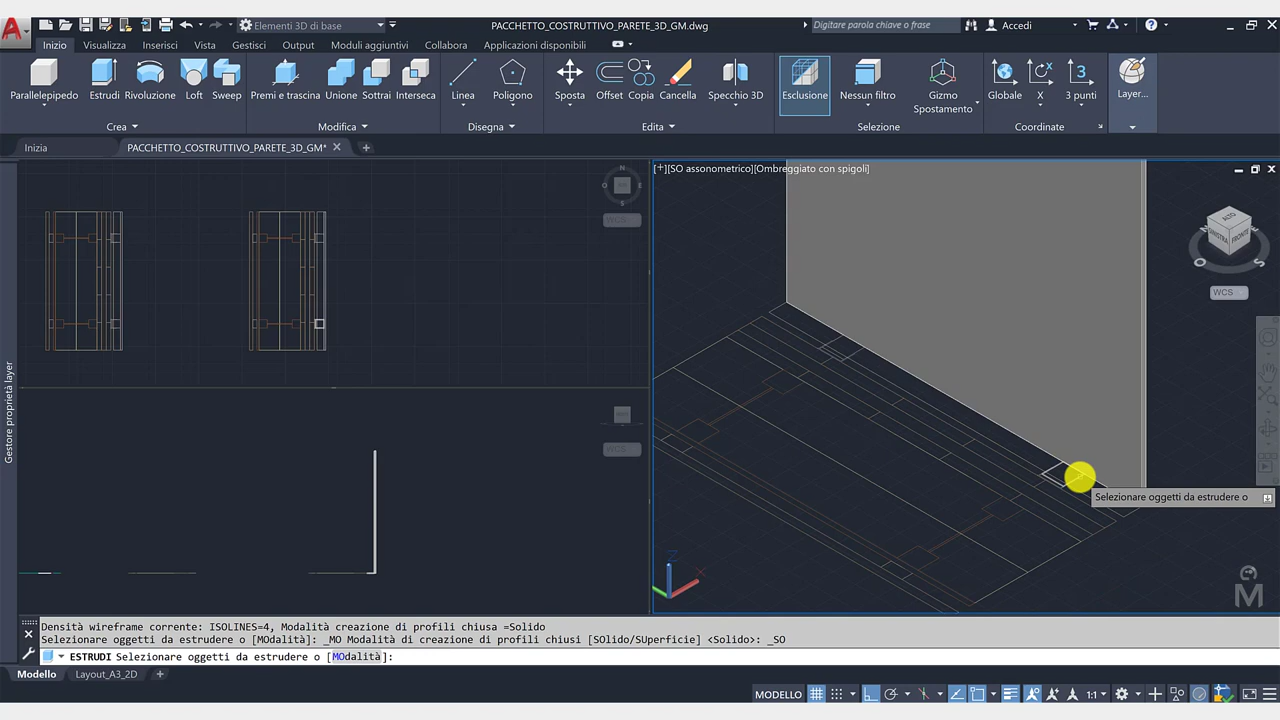 Elementi 3D di base
PACCHETTO_COSTRUTTIVO_PARETE_3D_GM.dwg
Digitare parola chiave o frase
Accedi
Inizio
Visualizza
Inserisci
Vista
Gestisci
Output
Moduli aggiuntivi
Collabora
Applicazioni disponibili
Parallelepipedo
Estrudi
Rivoluzione
Loft
Sweep
Premi e trascina
Unione
Sottrai
Interseca
Linea
Poligono
Sposta
Offset
Copia
Cancella
Specchio 3D
Esclusione
Nessun filtro
Gizmo
Spostamento
Globale
X
3 punti
Layer...
Crea
Modifica
Disegna
Edita
Selezione
Coordinate
Inizia
PACCHETTO_COSTRUTTIVO_PARETE_3D_GM*
[+][SO assonometrico][Ombreggiato con spigoli]
N
O
E
S
WCS
ALTO
SINISTRA
FRONTE
O
S
WCS
WCS
Gestore proprietà layer
Selezionare oggetti da estrudere o
Z
X
M
Densità wireframe corrente: ISOLINES=4, Modalità creazione di profili chiusa =Solido
Selezionare oggetti da estrudere o [MOdalità]: _MO Modalità di creazione di profili chiusi [SOlido/SUperficie] <Solido>: _SO
ESTRUDI Selezionare oggetti da estrudere o [MOdalità]:
Modello
Layout_A3_2D
MODELLO
1:1